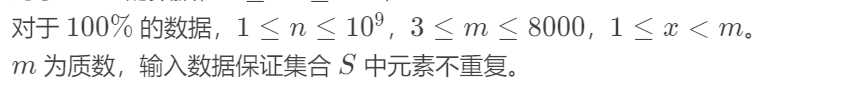 对于 100% 的数据，1 ≤ n ≤ 10⁹，3 ≤ m ≤ 8000，1 ≤ x < m。
m 为质数，输入数据保证集合 S 中元素不重复。